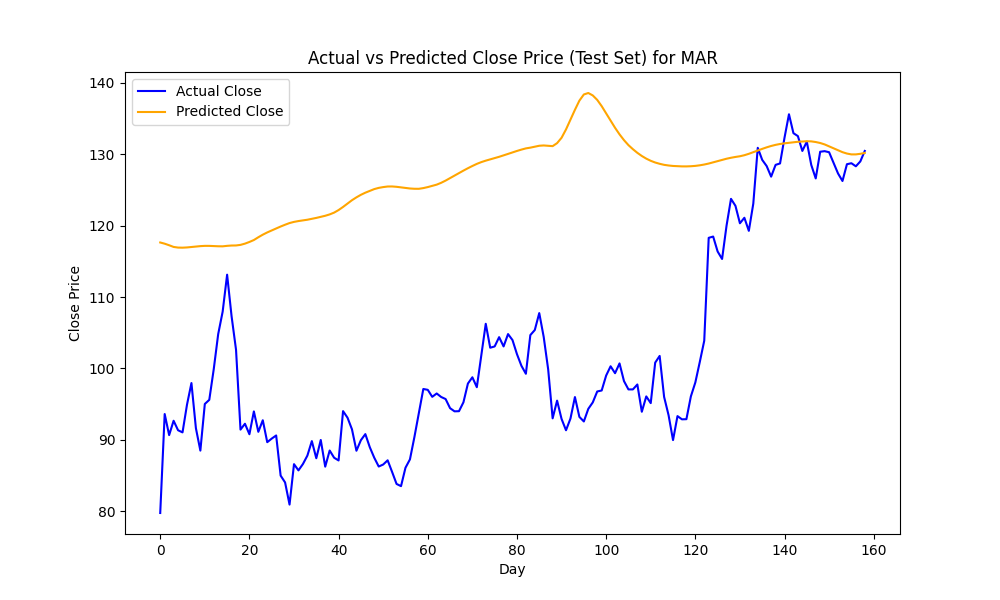 Actual vs Predicted Close Price (Test Set) for MAR
Actual Close
Predicted Close
Close Price
140
130
120
110
100
90
80
0 20 40 60 80 100 120 140 160
Day